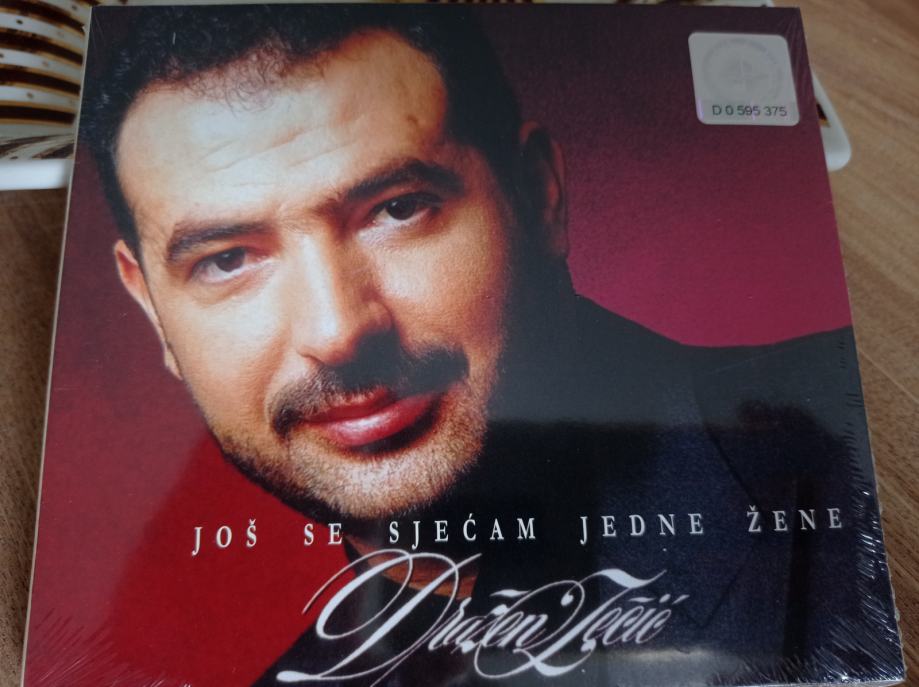 D 0 595 375
JOŠ SE SJEĆAM JEDNE ŽENE
Dražen Zečić